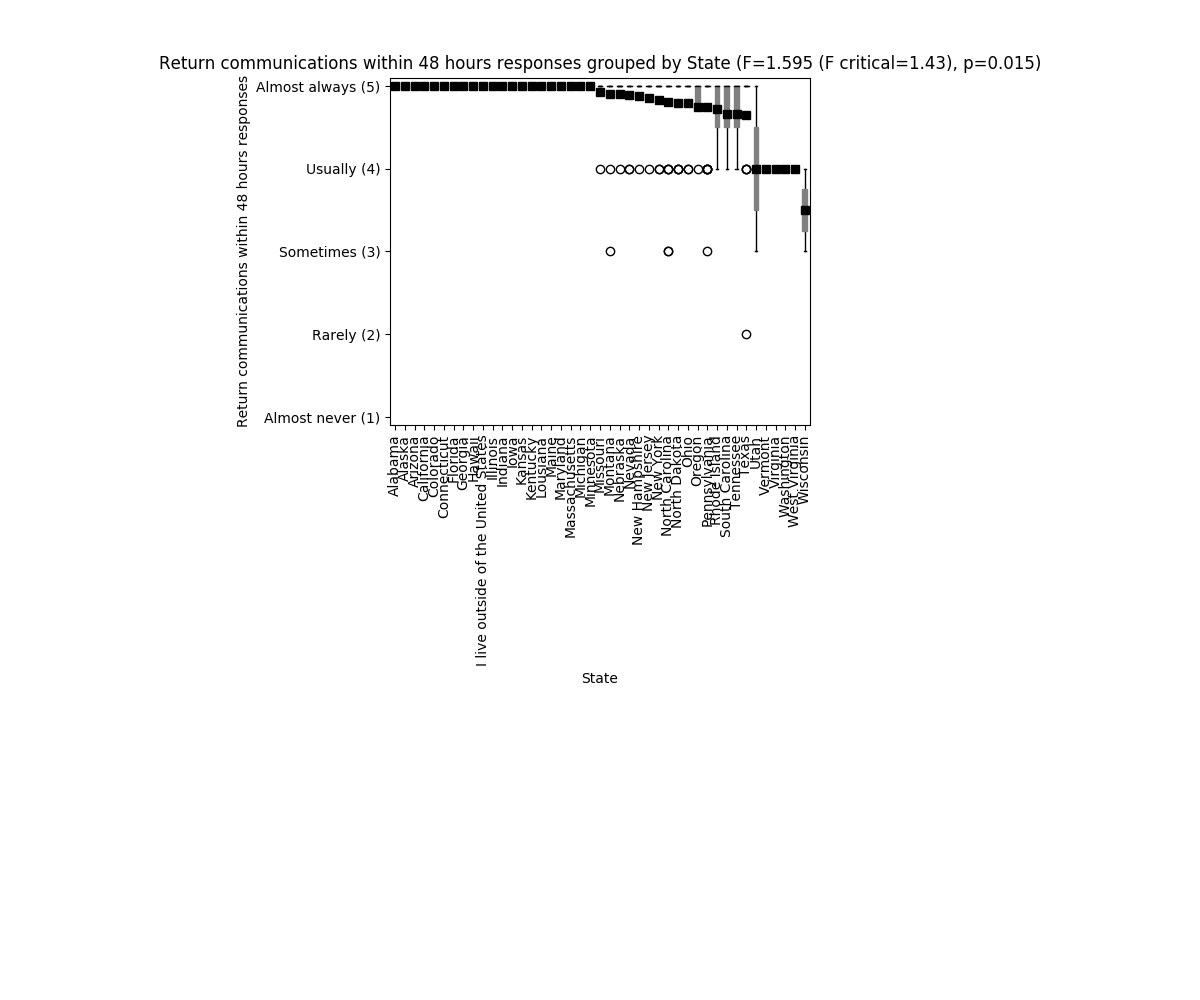 Return communications within 48 hours responses grouped by State (F=1.595 (F critical=1.43), p=0.015)
Return communications within 48 hours responses
Almost always (5)
Usually (4)
Sometimes (3)
Rarely (2)
Almost never (1)
Alabama
Alaska
Arizona
California
Colorado
Connecticut
Florida
Georgia
Hawaii
I live outside of the United States
Illinois
Indiana
Iowa
Kansas
Kentucky
Louisiana
Maine
Maryland
Massachusetts
Michigan
Minnesota
Missouri
Montana
Nebraska
Nevada
New Hampshire
New Jersey
New York
North Carolina
North Dakota
Ohio
Oregon
Pennsylvania
Rhode Island
South Carolina
Tennessee
Texas
Utah
Vermont
Virginia
Washington
West Virginia
Wisconsin
State